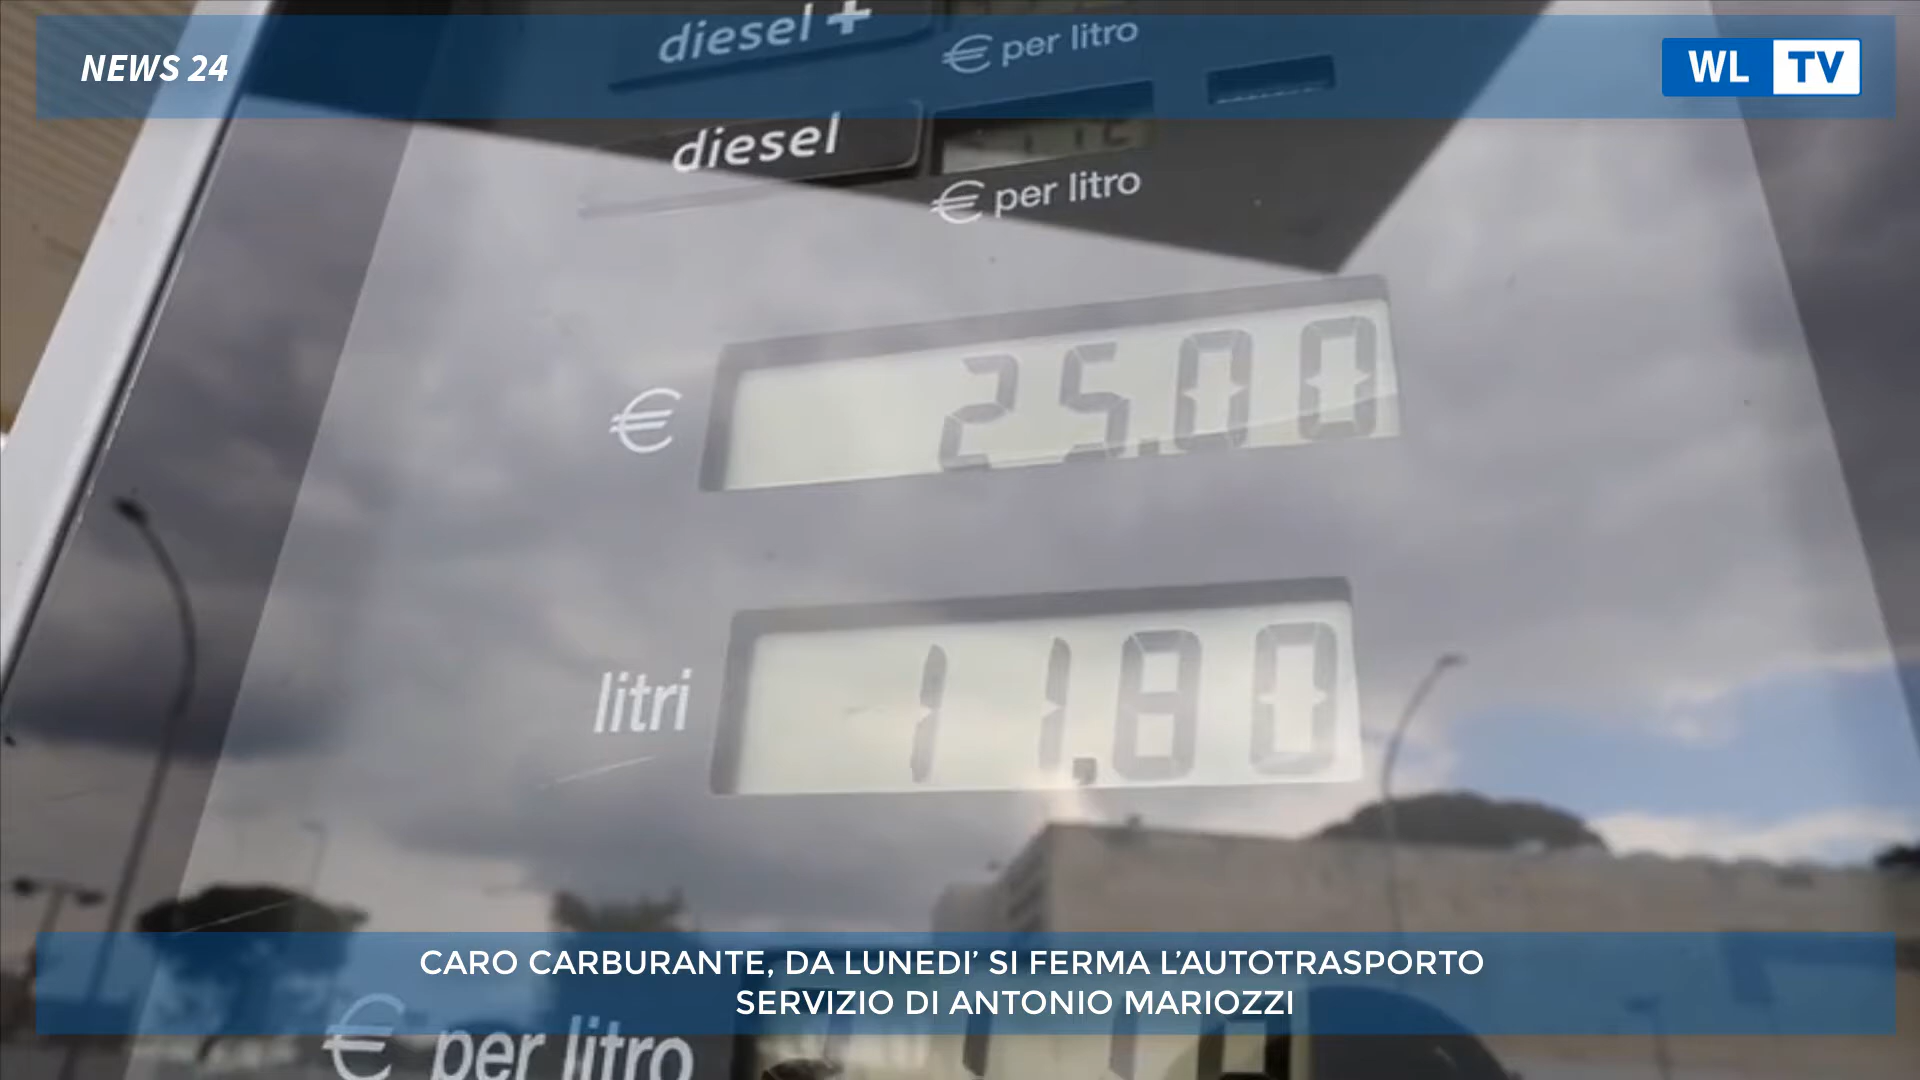 diesel +
€ per litro
NEWS 24
WL TV
diesel
€ per litro
€ 25.00
litri 11.80
CARO CARBURANTE, DA LUNEDI’ SI FERMA L’AUTOTRASPORTO
SERVIZIO DI ANTONIO MARIOZZI
€ per litro